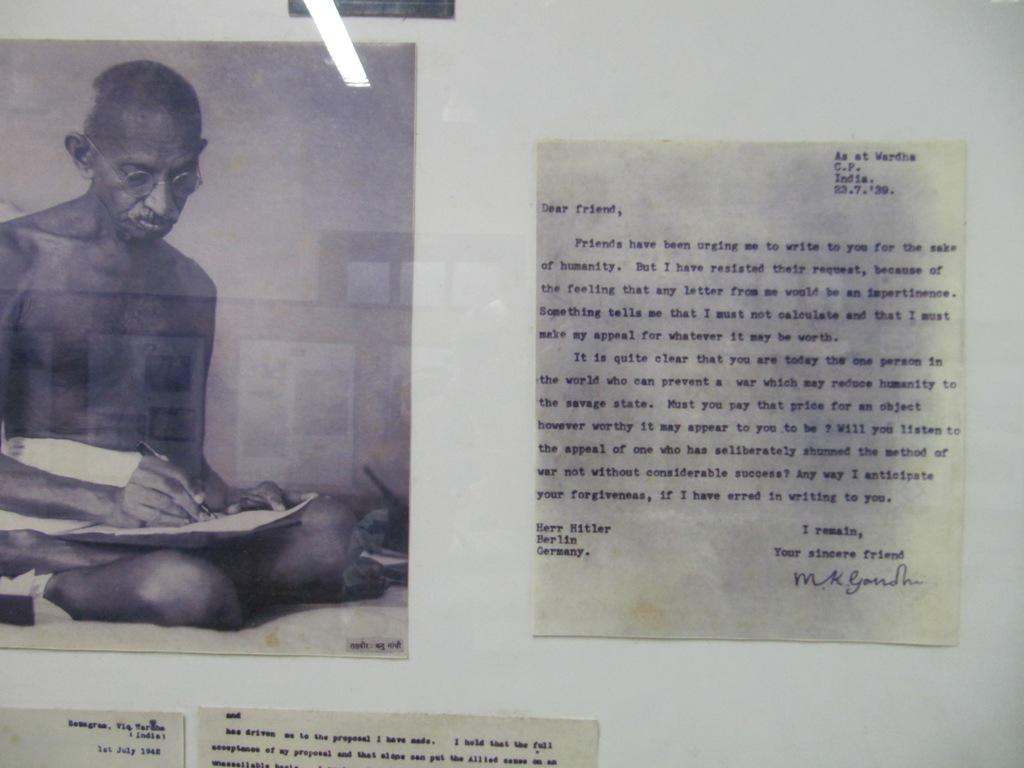 As at Wardha
C.P.
India.
23.7.'39.
Dear friend,
Friends have been urging me to write to you for the sake
of humanity. But I have resisted their request, because of
the feeling that any letter from me would be an impertinence.
Something tells me that I must not calculate and that I must
make my appeal for whatever it may be worth.
It is quite clear that you are today the one person in
the world who can prevent a war which may reduce humanity to
the savage state. Must you pay that price for an object
however worthy it may appear to you to be ? Will you listen to
the appeal of one who has seliberately shunned the method of
war not without considerable success? Any way I anticipate
your forgiveness, if I have erred in writing to you.
Herr Hitler
Berlin
Germany.
I remain,
Your sincere friend
M.K.Gandhi
तसवीर: कनु गांधी
Sewagram, Via Wardha
(India)
1st July 1942
and
has driven me to the proposal I have made. I hold that the full
acceptance of my proposal and that alone can put the Allied cause on an
unassailable basis.